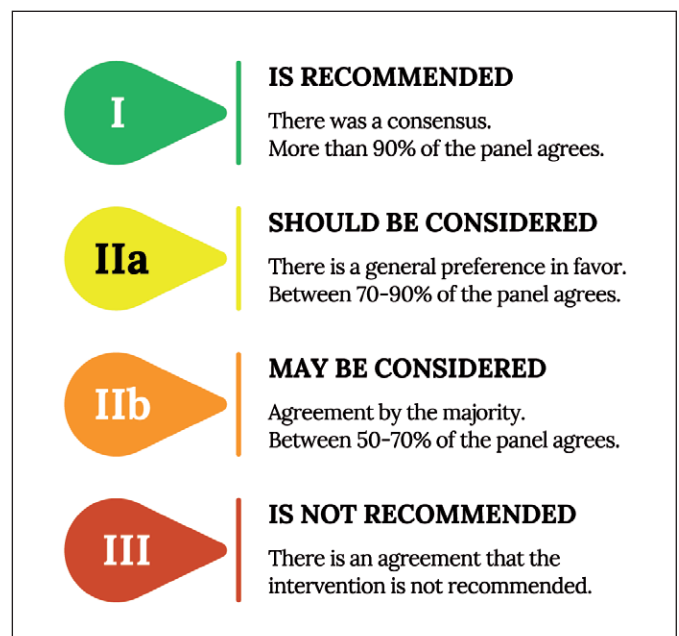 I
IS RECOMMENDED
There was a consensus.
More than 90% of the panel agrees.
IIa
SHOULD BE CONSIDERED
There is a general preference in favor.
Between 70-90% of the panel agrees.
IIb
MAY BE CONSIDERED
Agreement by the majority.
Between 50-70% of the panel agrees.
III
IS NOT RECOMMENDED
There is an agreement that the
intervention is not recommended.